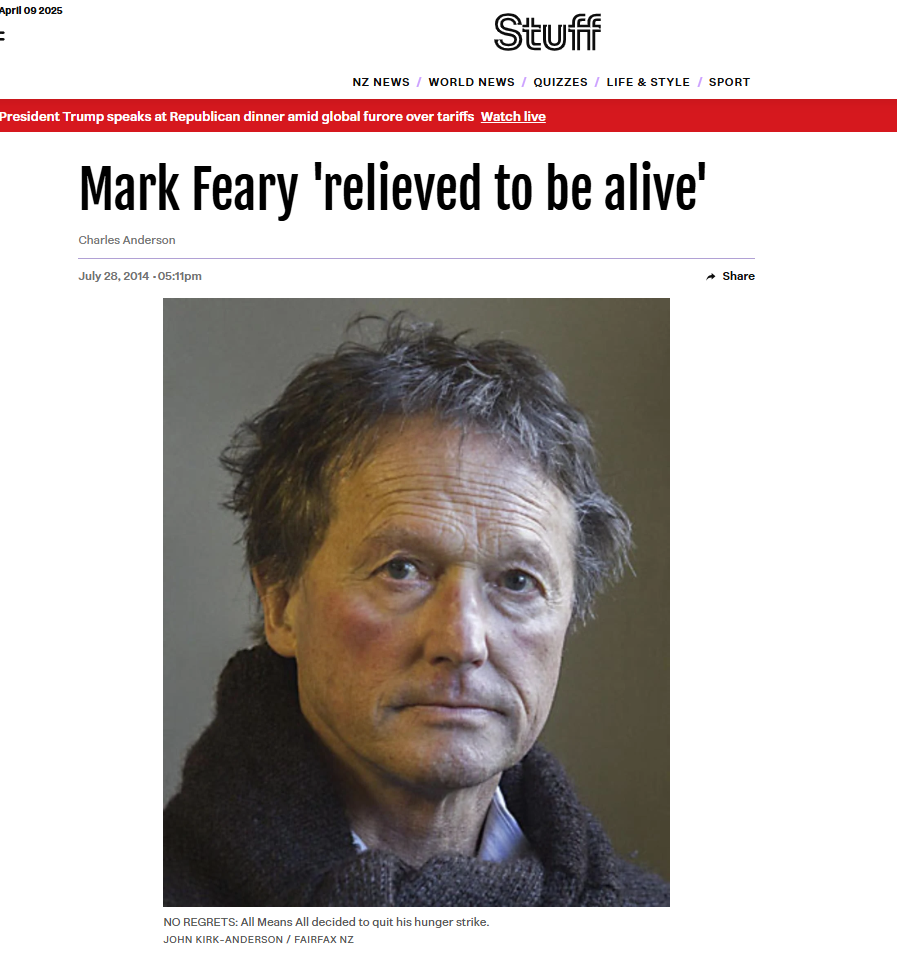 April 09 2025
Stuff
NZ NEWS / WORLD NEWS / QUIZZES / LIFE & STYLE / SPORT
President Trump speaks at Republican dinner amid global furore over tariffs Watch live
Mark Feary 'relieved to be alive'
Charles Anderson
July 28, 2014 • 05:11pm
Share
NO REGRETS: All Means All decided to quit his hunger strike.
JOHN KIRK-ANDERSON / FAIRFAX NZ